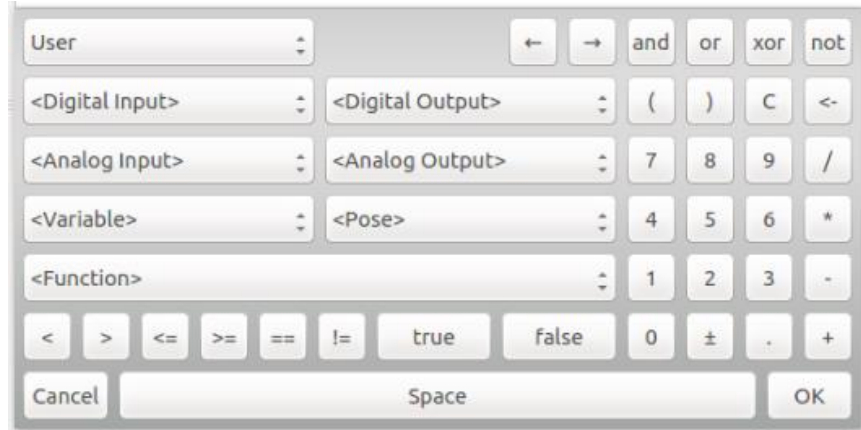 User ← → and or xor not
<Digital Input> <Digital Output> ( ) C <-
<Analog Input> <Analog Output> 7 8 9 /
<Variable> <Pose> 4 5 6 *
<Function> 1 2 3 -
< > <= >= == != true false 0 ± . +
Cancel Space OK